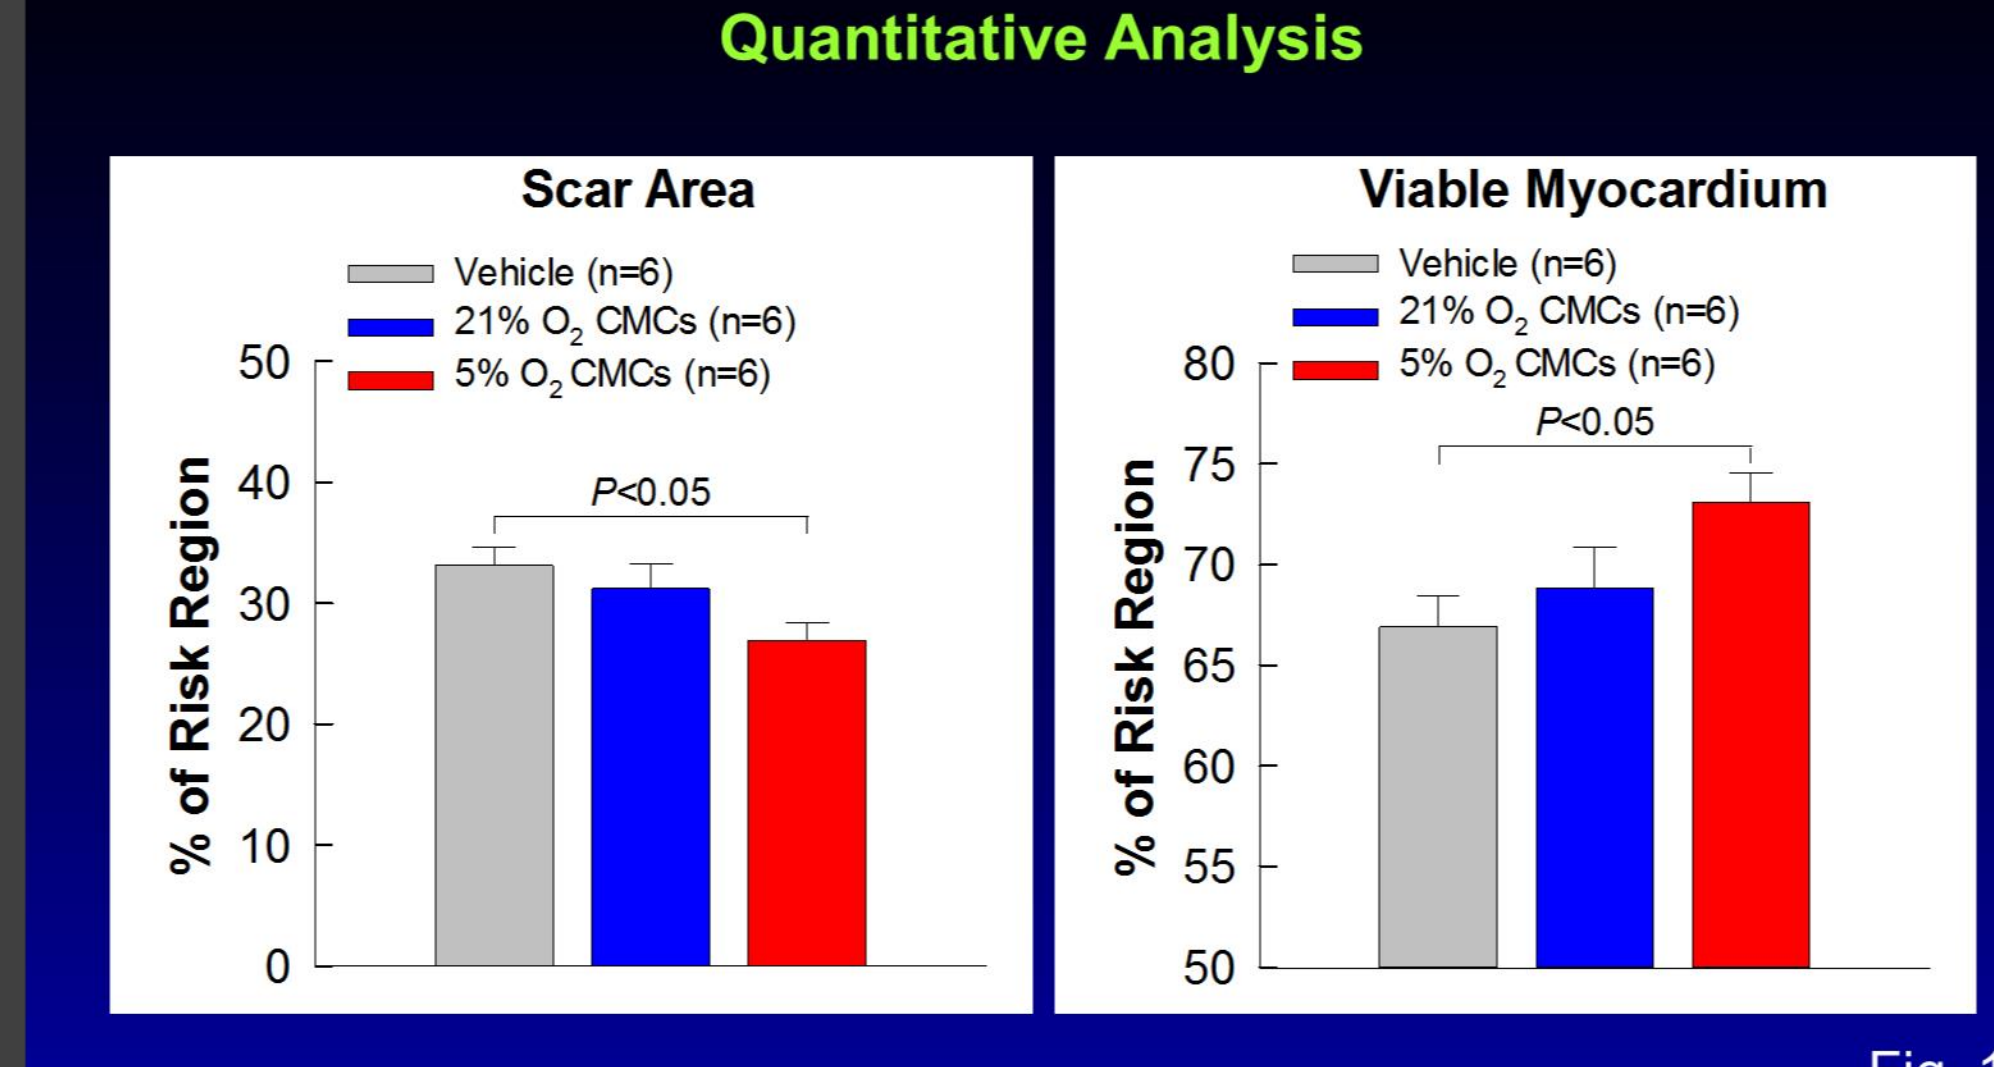 Quantitative Analysis
Scar Area
Vehicle (n=6)
21% O₂ CMCs (n=6)
5% O₂ CMCs (n=6)
50
40
30
20
10
0
% of Risk Region
P<0.05
Viable Myocardium
Vehicle (n=6)
21% O₂ CMCs (n=6)
5% O₂ CMCs (n=6)
80
75
70
65
60
55
50
% of Risk Region
P<0.05
Fig.